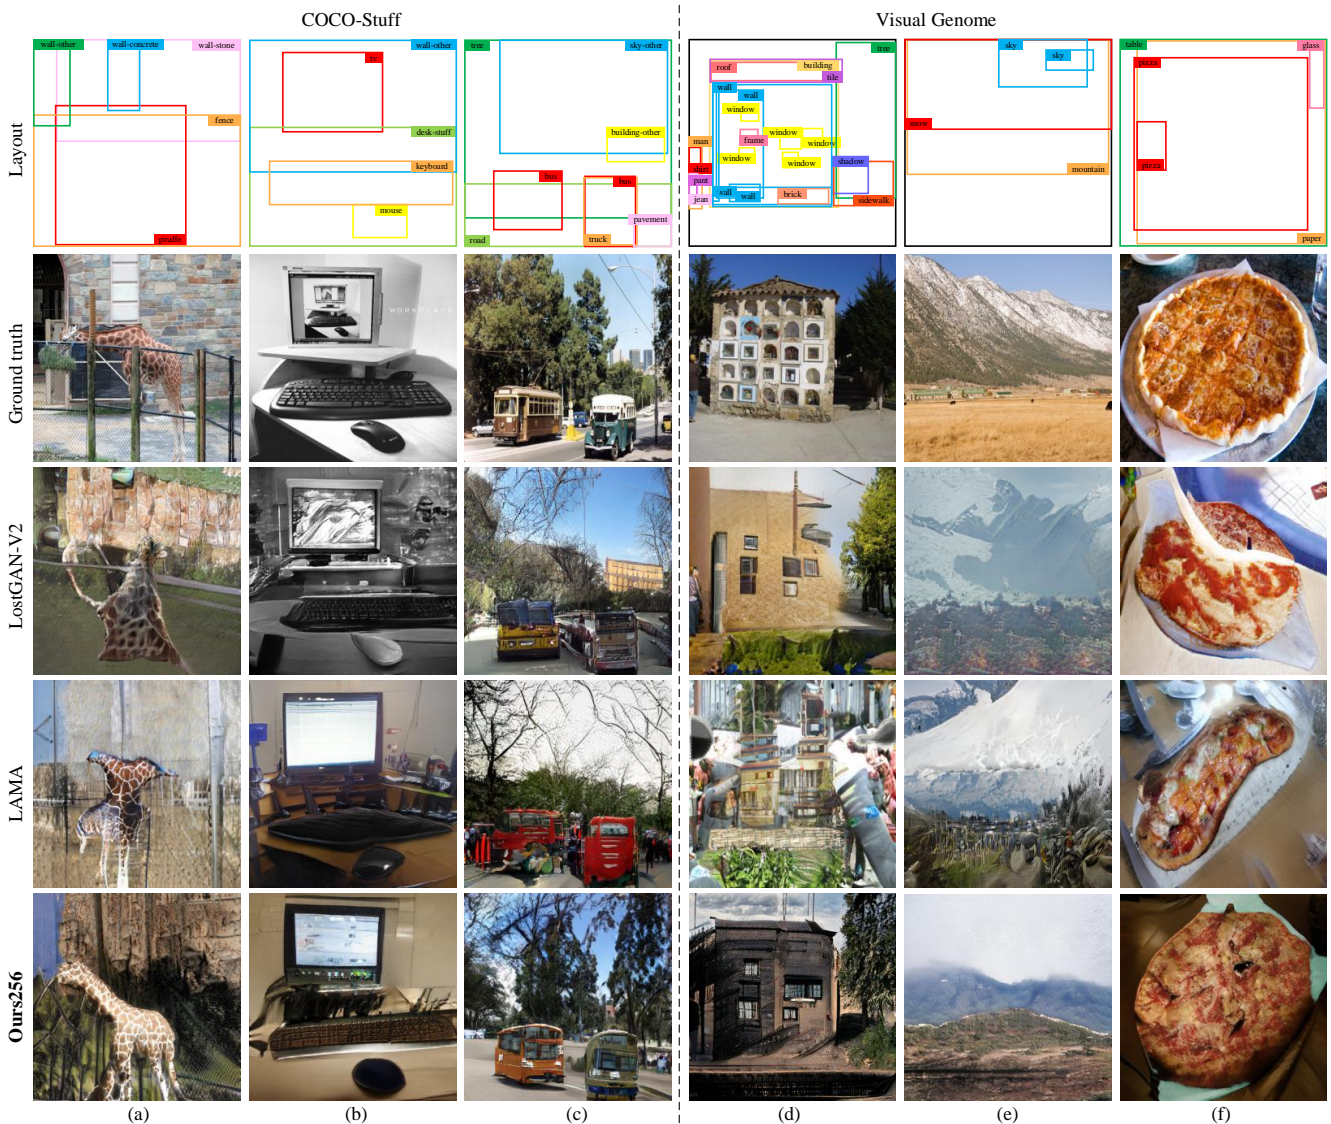 COCO-Stuff
Visual Genome
Layout
wall-other
wall-concrete
wall-stone
fence
giraffe
wall-other
tv
desk-stuff
keyboard
mouse
tree
sky-other
building-other
bus
bus
pavement
road
truck
tree
roof
building
tile
wall
wall
window
man
frame
window
window
window
window
shadow
shirt
pant
jean
wall
wall
brick
sidewalk
sky
sky
snow
mountain
table
glass
pizza
pizza
paper
Ground truth
WORKPLACE
LostGAN-V2
LAMA
Ours256
(a)
(b)
(c)
(d)
(e)
(f)